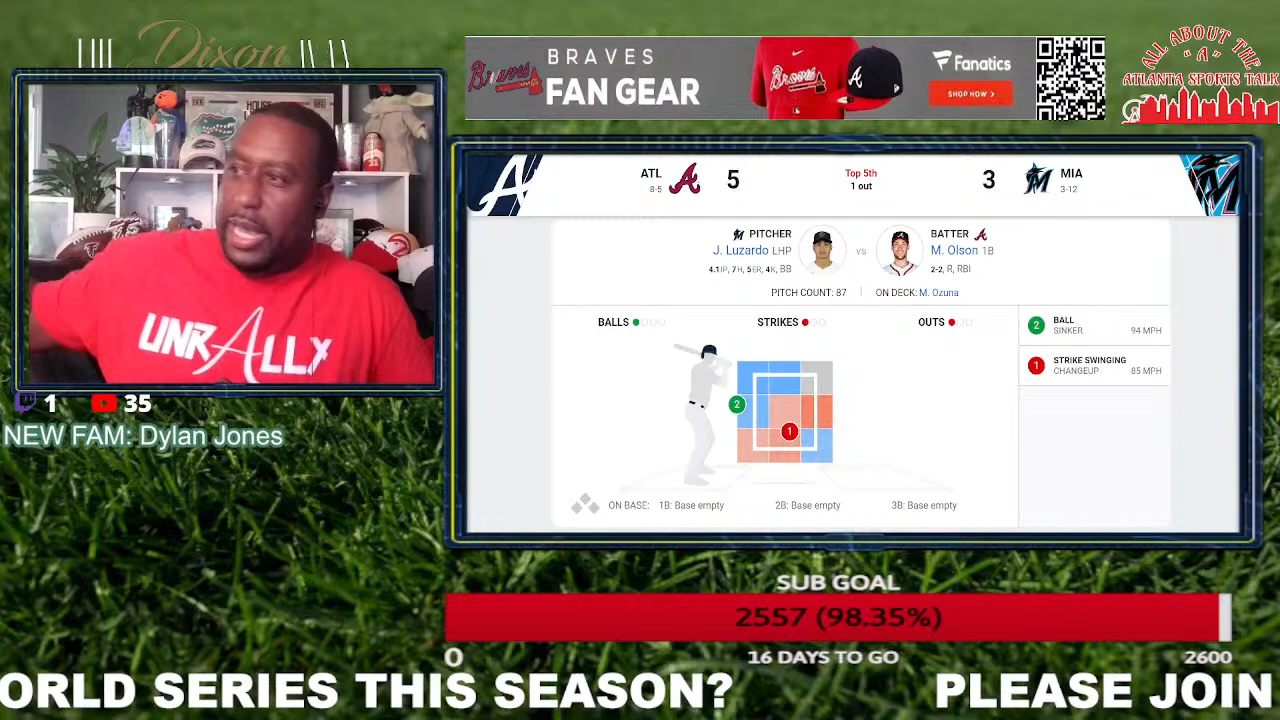 Dixon
BRAVES
FAN GEAR
Braves
Fanatics
SHOP NOW >
ALL ABOUT THE
"A"
ATLANTA SPORTS TALK
HOUSE
UNRALLY
ATL
8-5
5
Top 5th
1 out
3
MIA
3-12
PITCHER
J. Luzardo LHP
4.1 IP, 7 H, 5 ER, 4 K, BB
VS
BATTER
M. Olson 1B
2-2, R, RBI
PITCH COUNT: 87
ON DECK: M. Ozuna
BALLS
STRIKES
OUTS
2
BALL
SINKER
94 MPH
1
STRIKE SWINGING
CHANGEUP
85 MPH
2
1
ON BASE:
1B: Base empty
2B: Base empty
3B: Base empty
1
35
NEW FAM: Dylan Jones
SUB GOAL
2557 (98.35%)
0
16 DAYS TO GO
2600
ORLD SERIES THIS SEASON?
PLEASE JOIN